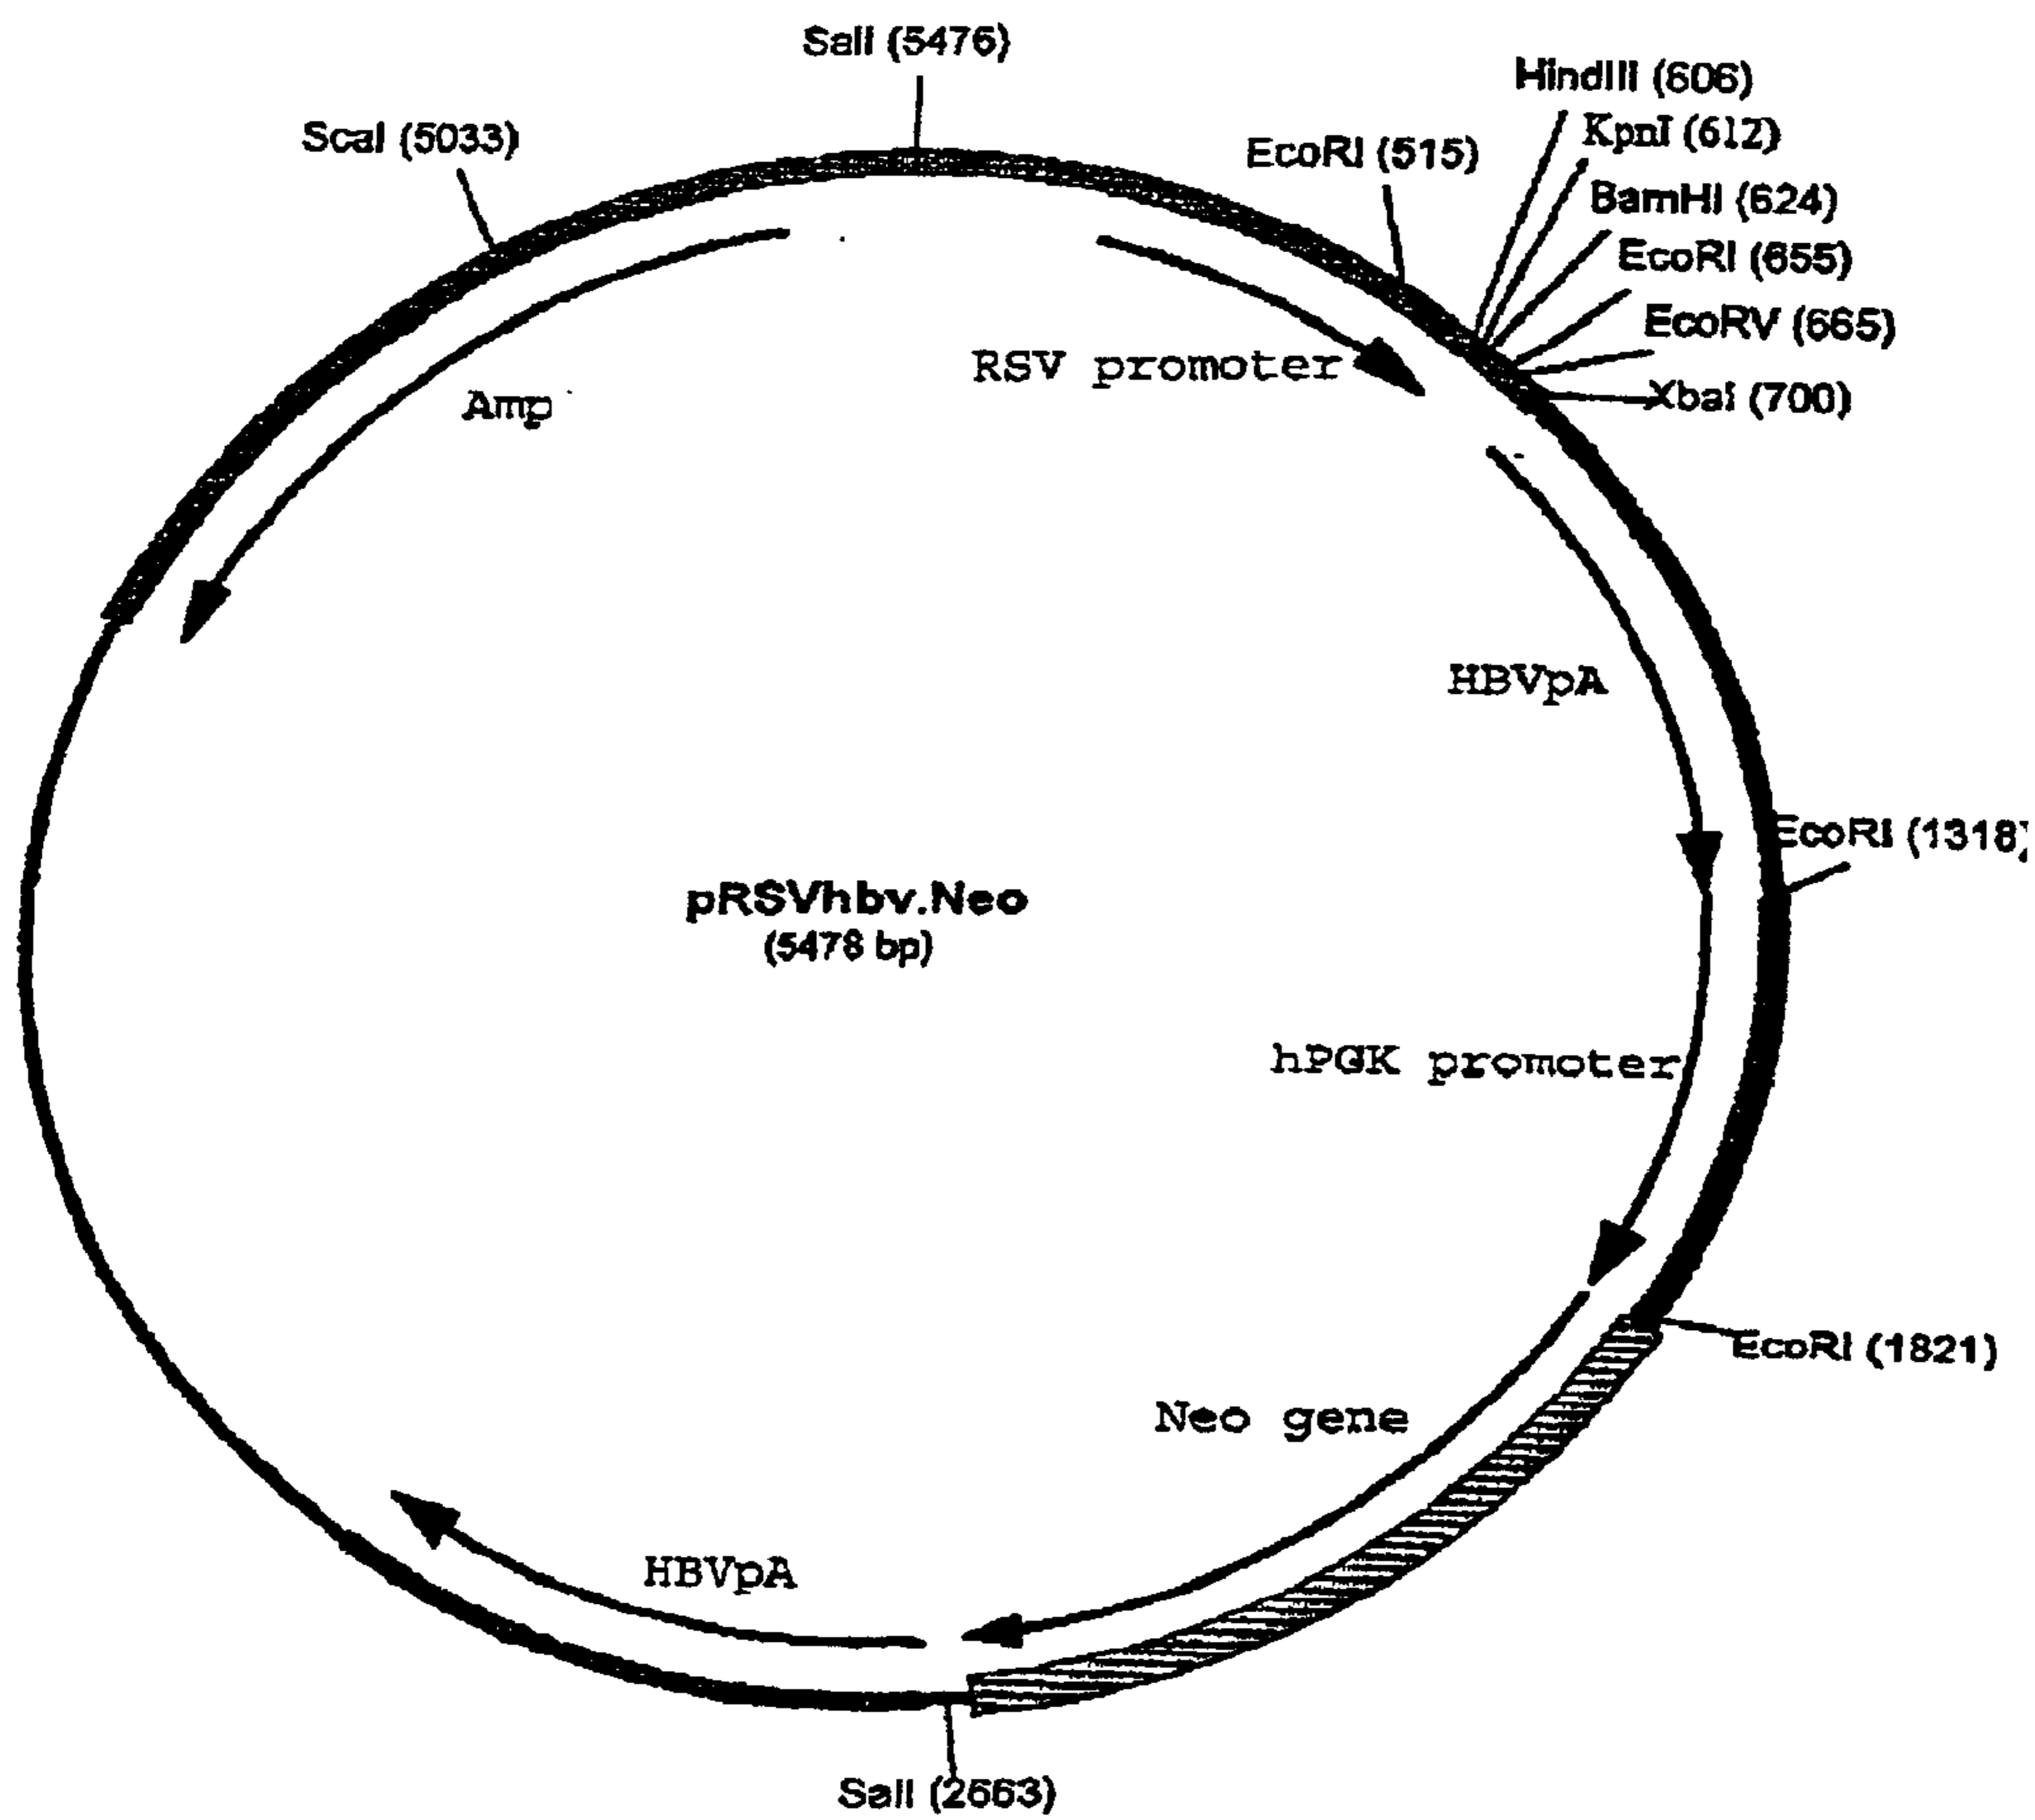 SalI (5476)
ScaI (5033)
EcoRI (515)
HindIII (606)
KpnI (612)
BamHI (624)
EcoRI (655)
EcoRV (665)
XbaI (700)
RSV promoter
Amp
HBVpA
EcoRI (1318)
pRSVhbv.Neo
(5478 bp)
hPGK promoter
EcoRI (1821)
Neo gene
HBVpA
SalI (2663)